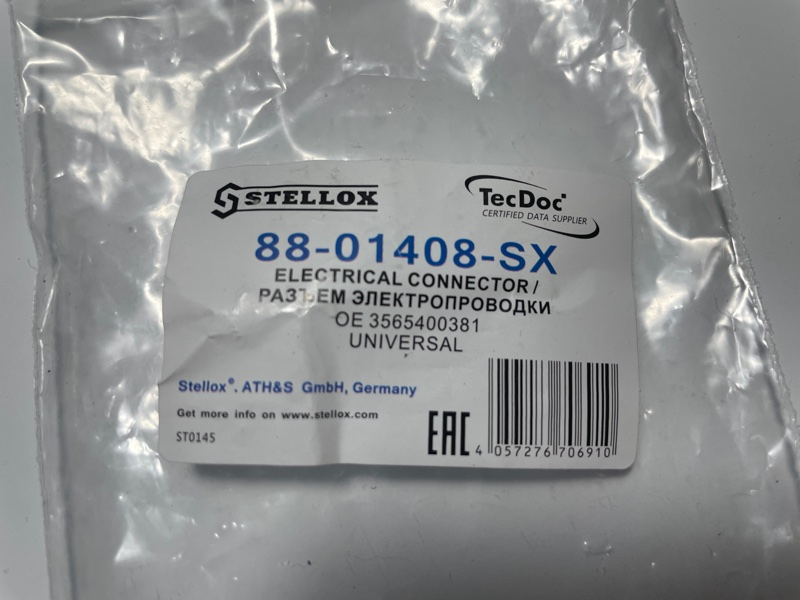 STELLOX
TecDoc
CERTIFIED DATA SUPPLIER
88-01408-SX
ELECTRICAL CONNECTOR /
РАЗЪЕМ ЭЛЕКТРОПРОВОДКИ
OE 3565400381
UNIVERSAL
Stellox®. ATH&S GmbH, Germany
Get more info on www.stellox.com
ST0145
EAC
4 057276 706910